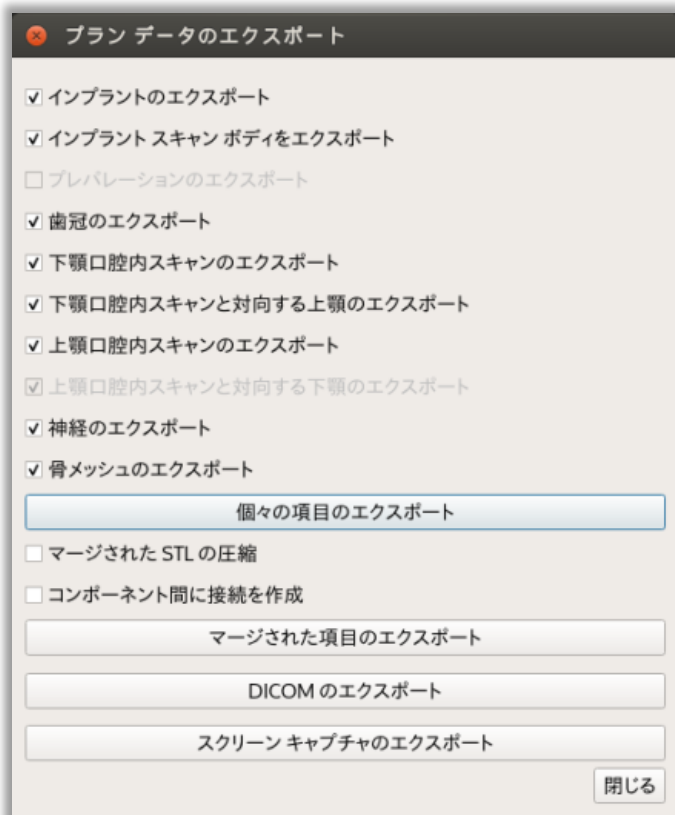 プラン データのエクスポート
インプラントのエクスポート
インプラント スキャン ボディをエクスポート
プレパレーションのエクスポート
歯冠のエクスポート
下顎口腔内スキャンのエクスポート
下顎口腔内スキャンと対向する上顎のエクスポート
上顎口腔内スキャンのエクスポート
上顎口腔内スキャンと対向する下顎のエクスポート
神経のエクスポート
骨メッシュのエクスポート
個々の項目のエクスポート
マージされた STL の圧縮
コンポーネント間に接続を作成
マージされた項目のエクスポート
DICOM のエクスポート
スクリーン キャプチャのエクスポート
閉じる